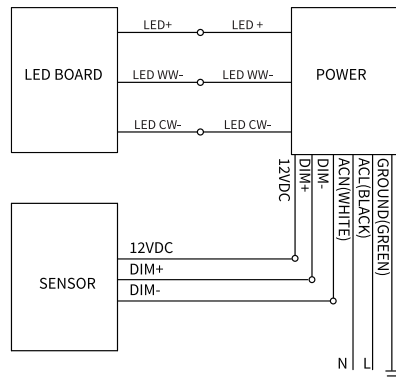 LED+ LED +
LED BOARD POWER
LED WW- LED WW-
LED CW- LED CW-
12VDC
DIM+
DIM-
ACN(WHITE)
ACL(BLACK)
GROUND(GREEN)
12VDC
DIM+
SENSOR
DIM-
N L